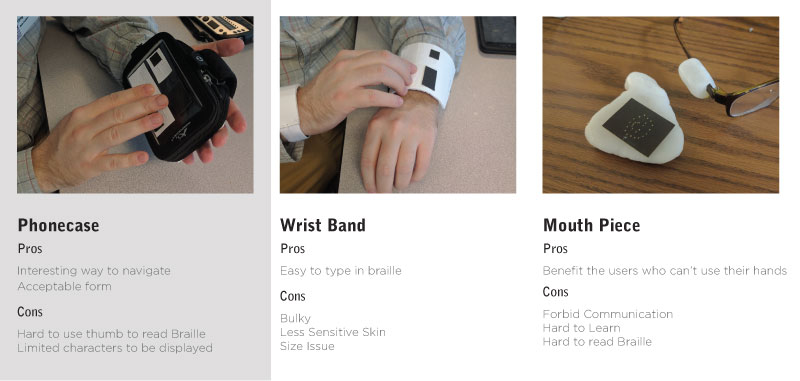 Phonecase
Pros
Interesting way to navigate
Acceptable form
Cons
Hard to use thumb to read Braille
Limited characters to be displayed
Wrist Band
Pros
Easy to type in braille
Cons
Bulky
Less Sensitive Skin
Size Issue
Mouth Piece
Pros
Benefit the users who can't use their hands
Cons
Forbid Communication
Hard to Learn
Hard to read Braille